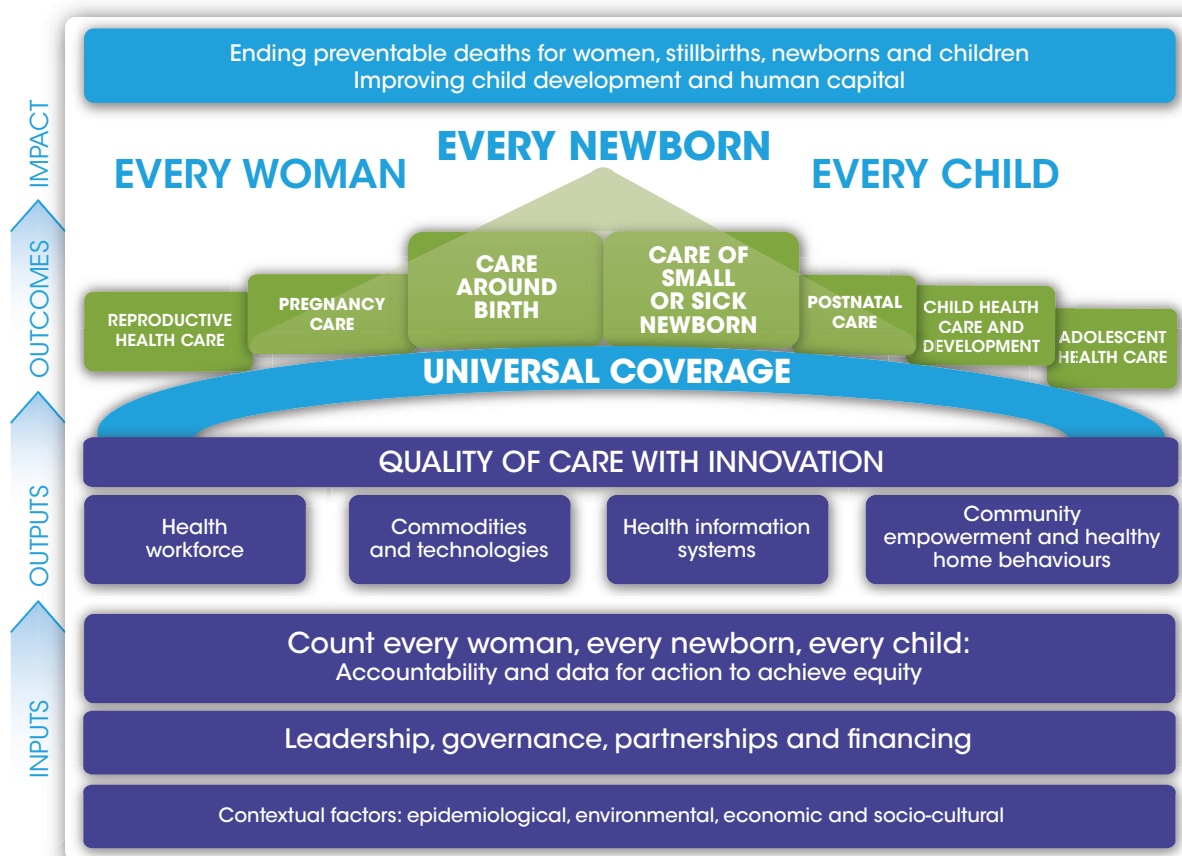 Ending preventable deaths for women, stillbirths, newborns and children
Improving child development and human capital
IMPACT
EVERY WOMAN
EVERY NEWBORN
EVERY CHILD
OUTCOMES
REPRODUCTIVE
HEALTH CARE
PREGNANCY
CARE
CARE
AROUND
BIRTH
CARE OF
SMALL
OR SICK
NEWBORN
POSTNATAL
CARE
CHILD HEALTH
CARE AND
DEVELOPMENT
ADOLESCENT
HEALTH CARE
UNIVERSAL COVERAGE
OUTPUTS
QUALITY OF CARE WITH INNOVATION
Health
workforce
Commodities
and technologies
Health information
systems
Community
empowerment and healthy
home behaviours
INPUTS
Count every woman, every newborn, every child:
Accountability and data for action to achieve equity
Leadership, governance, partnerships and financing
Contextual factors: epidemiological, environmental, economic and socio-cultural